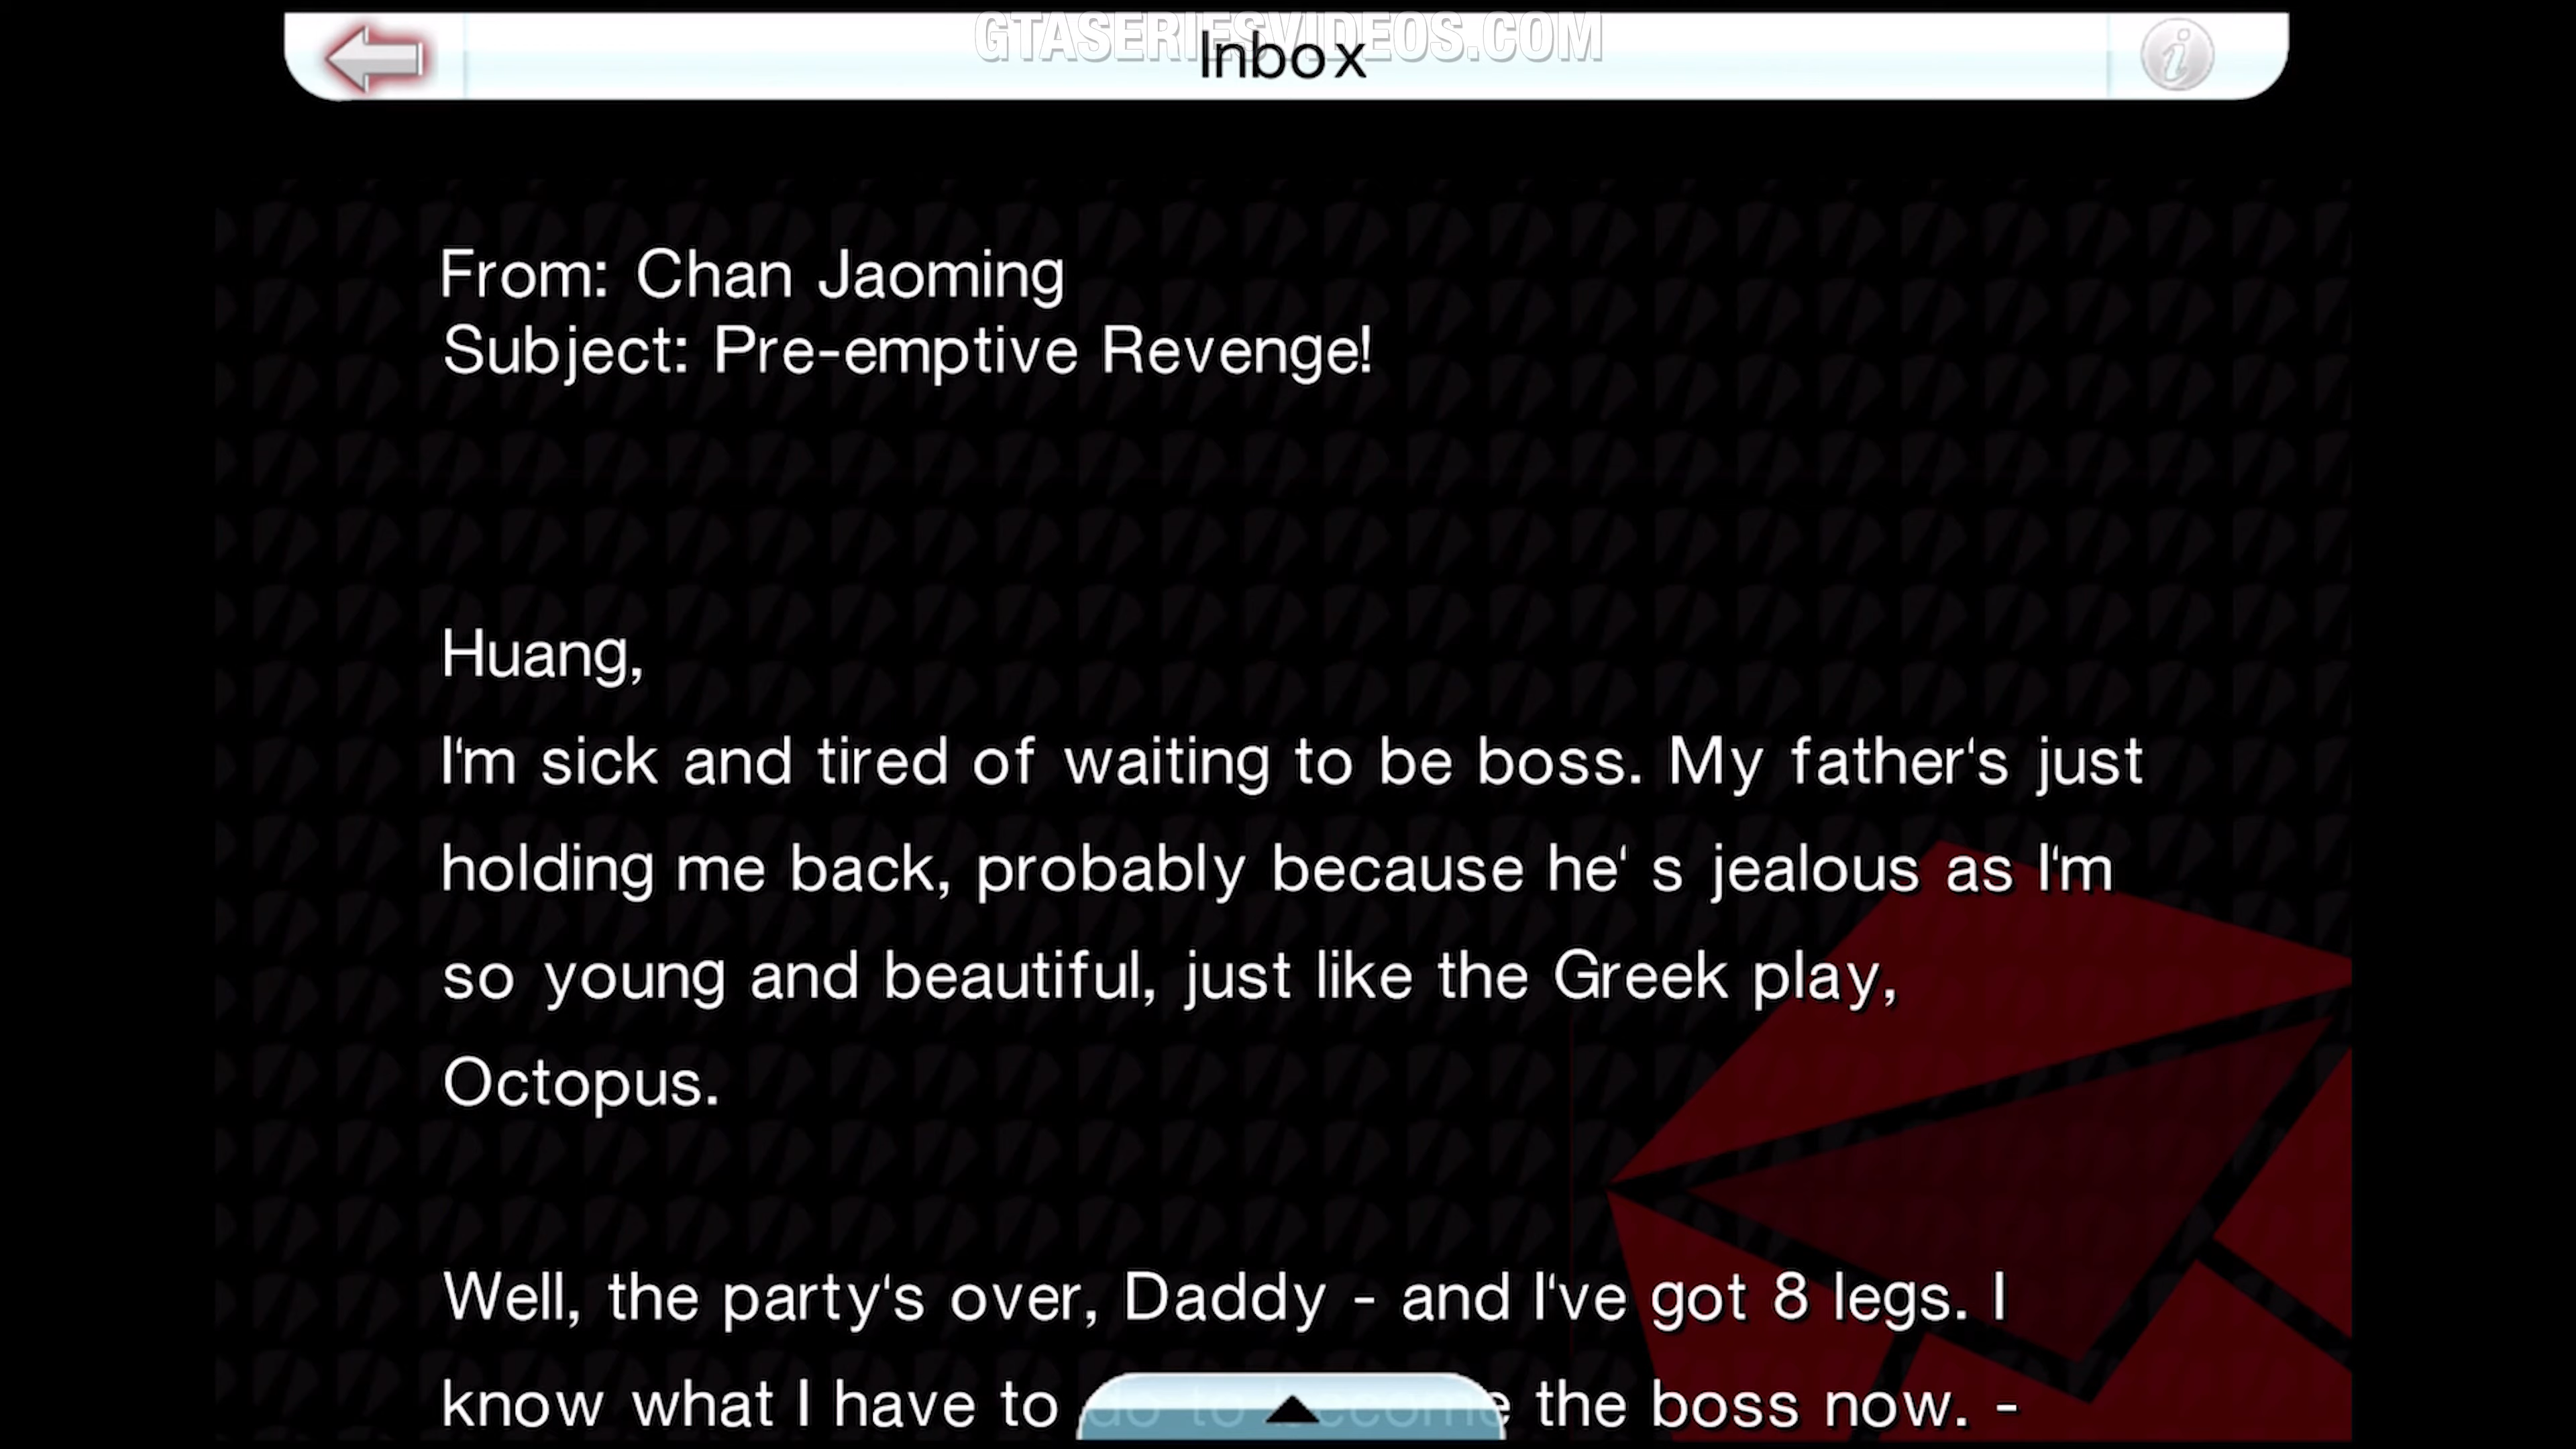 GTASERIESVIDEOS.COM
Inbox
From: Chan Jaoming
Subject: Pre-emptive Revenge!
Huang,
I'm sick and tired of waiting to be boss. My father's just
holding me back, probably because he' s jealous as I'm
so young and beautiful, just like the Greek play,
Octopus.
Well, the party's over, Daddy - and I've got 8 legs. I
know what I have to do to become the boss now. -